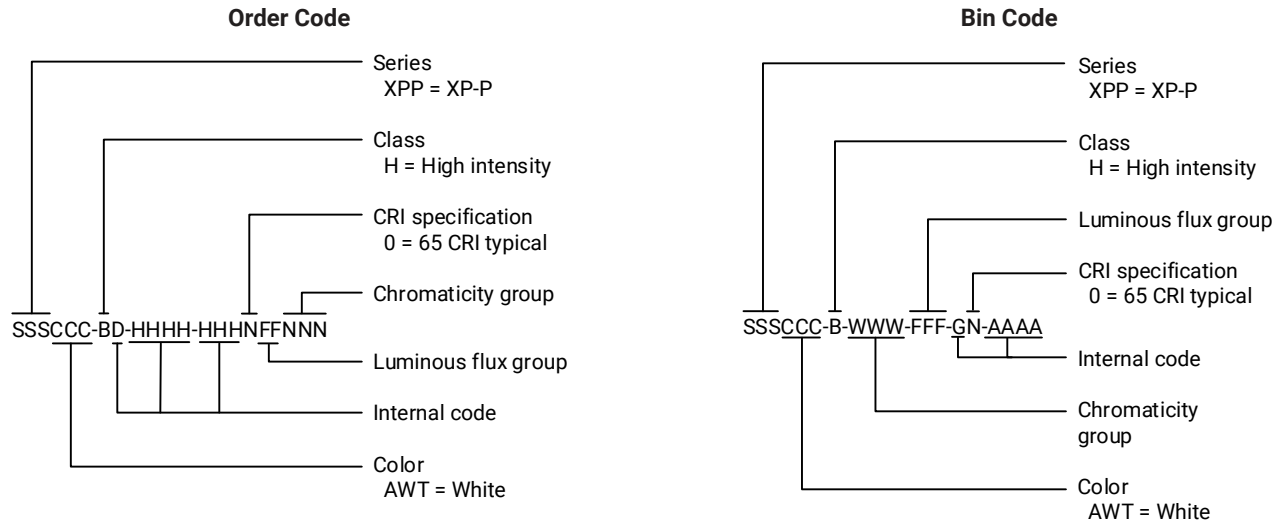 Order Code
Series
XPP = XP-P
Class
H = High intensity
CRI specification
0 = 65 CRI typical
Chromaticity group
SSSCCC-BD-HHHH-HHHNFFNNN
Luminous flux group
Internal code
Color
AWT = White
Bin Code
Series
XPP = XP-P
Class
H = High intensity
Luminous flux group
CRI specification
0 = 65 CRI typical
SSSCCC-B-WWW-FFF-GN-AAAA
Internal code
Chromaticity
group
Color
AWT = White